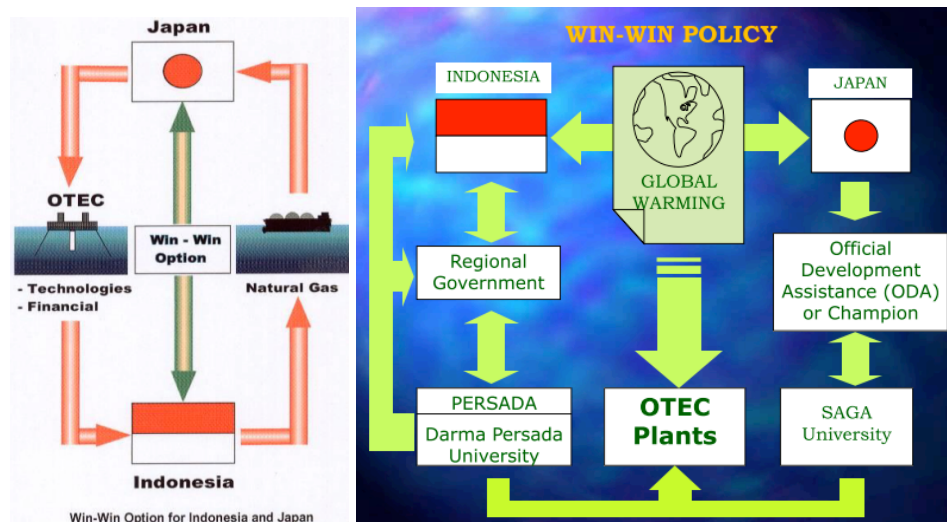 Japan
OTEC
Win - Win
Option
- Technologies
- Financial
Natural Gas
Indonesia
Win-Win Option for Indonesia and Japan
WIN-WIN POLICY
INDONESIA
JAPAN
GLOBAL
WARMING
Regional
Government
Official
Development
Assistance (ODA)
or Champion
PERSADA
Darma Persada
University
OTEC
Plants
SAGA
University